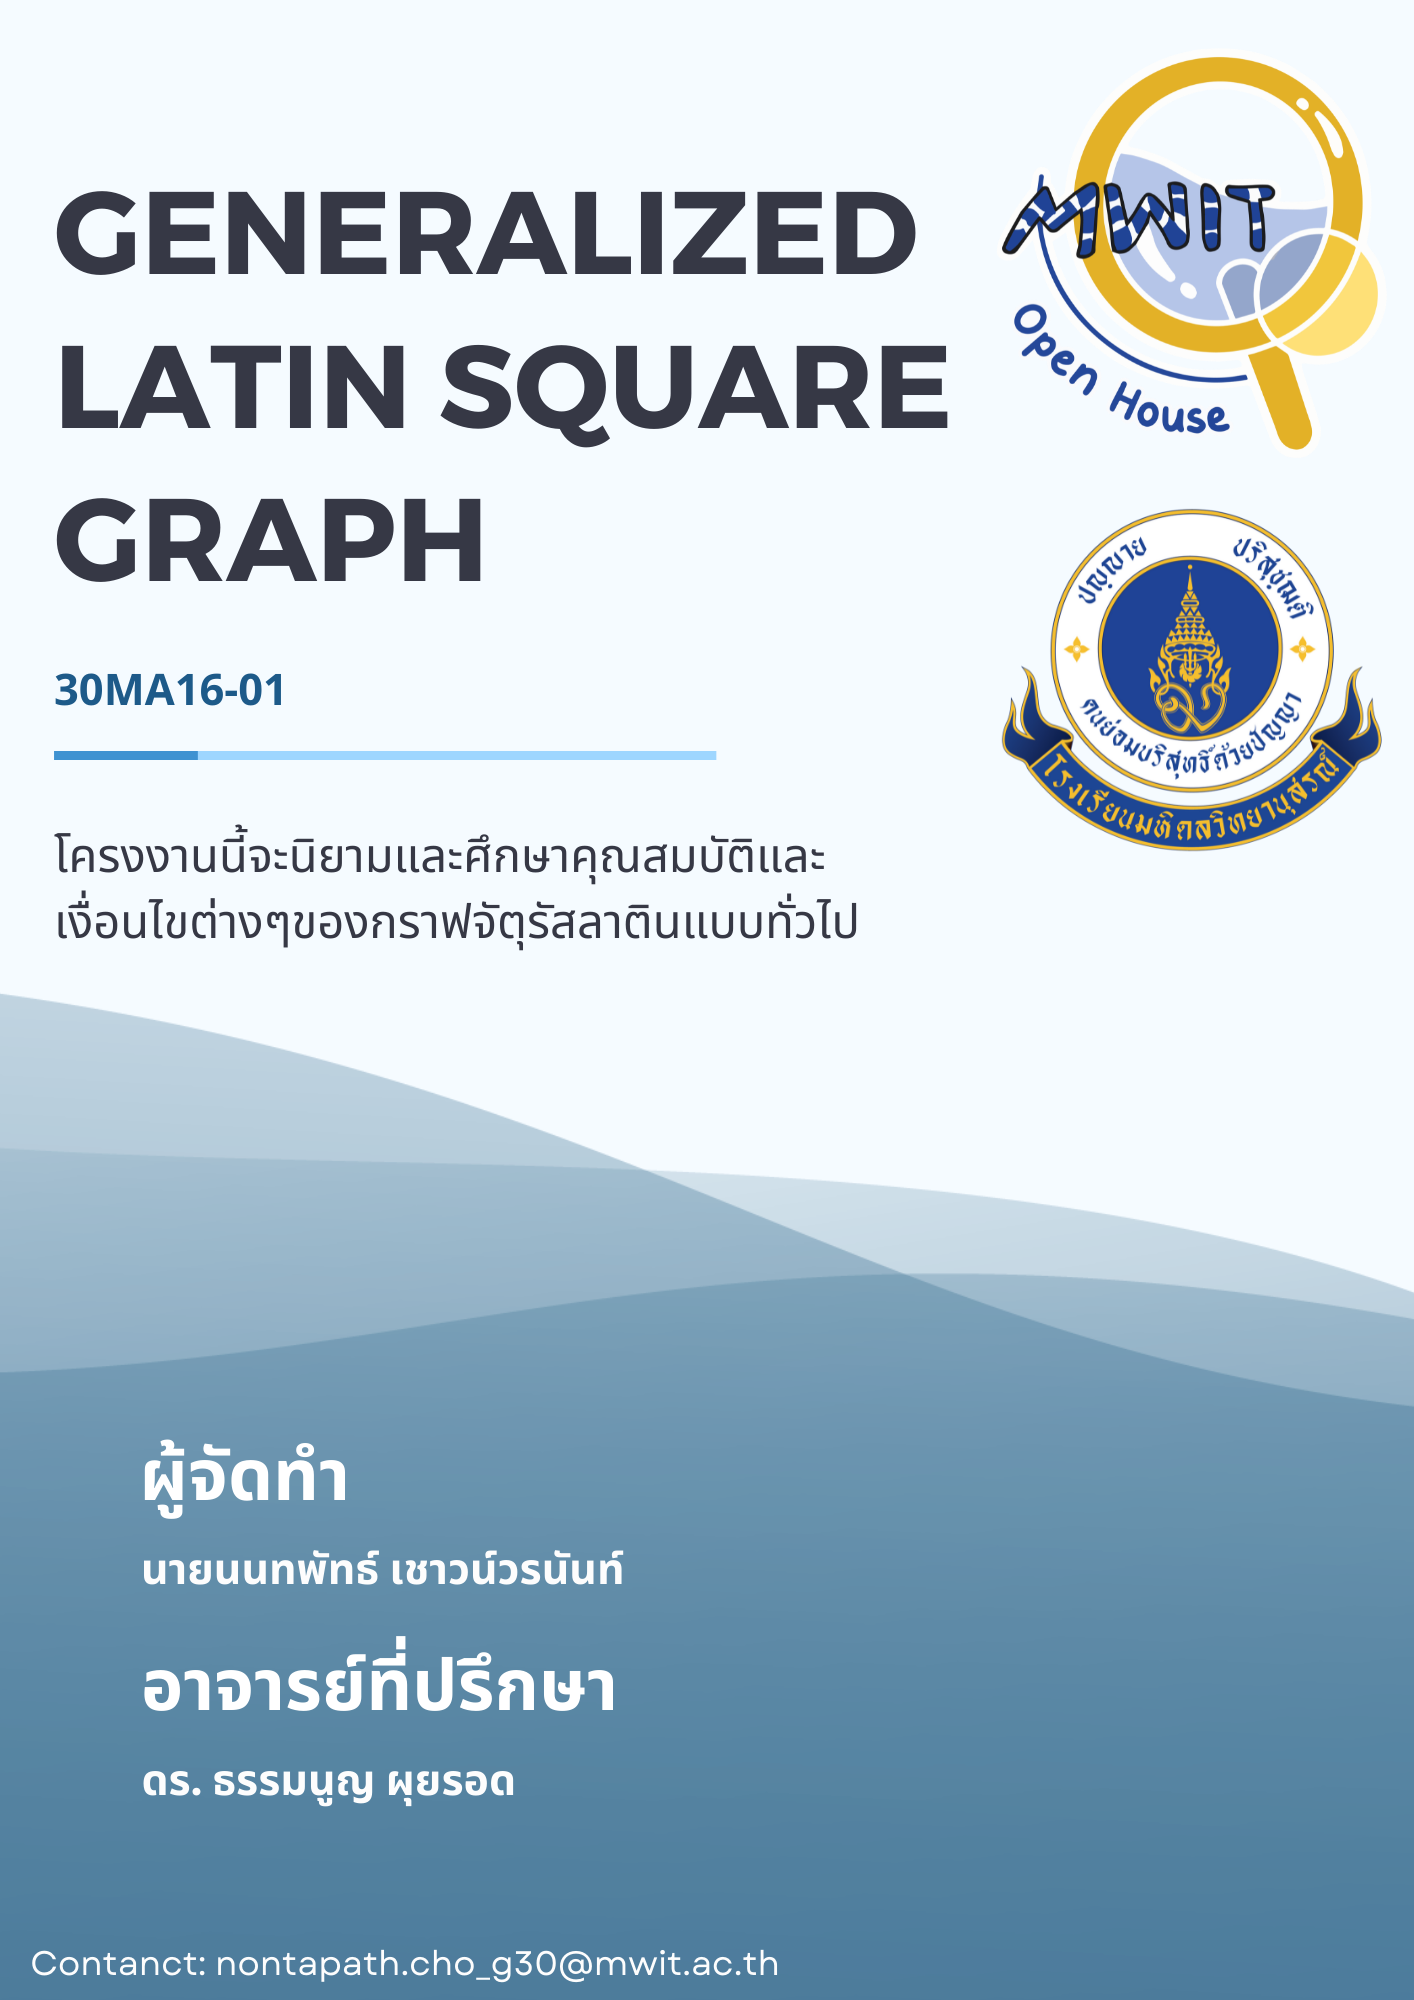 GENERALIZED
LATIN SQUARE
GRAPH
30MA16-01
โครงงานนี้จะนิยามและศึกษาคุณสมบัติและ
เงื่อนไขต่างๆของกราฟจัตุรัสลาตินแบบทั่วไป
MWIT
Open House
ปญฺญาย ปริสุชฺฌติ
คนย่อมบริสุทธิ์ด้วยปัญญา
โรงเรียนมหิดลวิทยานุสรณ์
ผู้จัดทำ
นายนนทพัทธ์ เชาวน์วรนันท์
อาจารย์ที่ปรึกษา
ดร. ธรรมนูญ ผุยรอด
Contanct: nontapath.cho_g30@mwit.ac.th